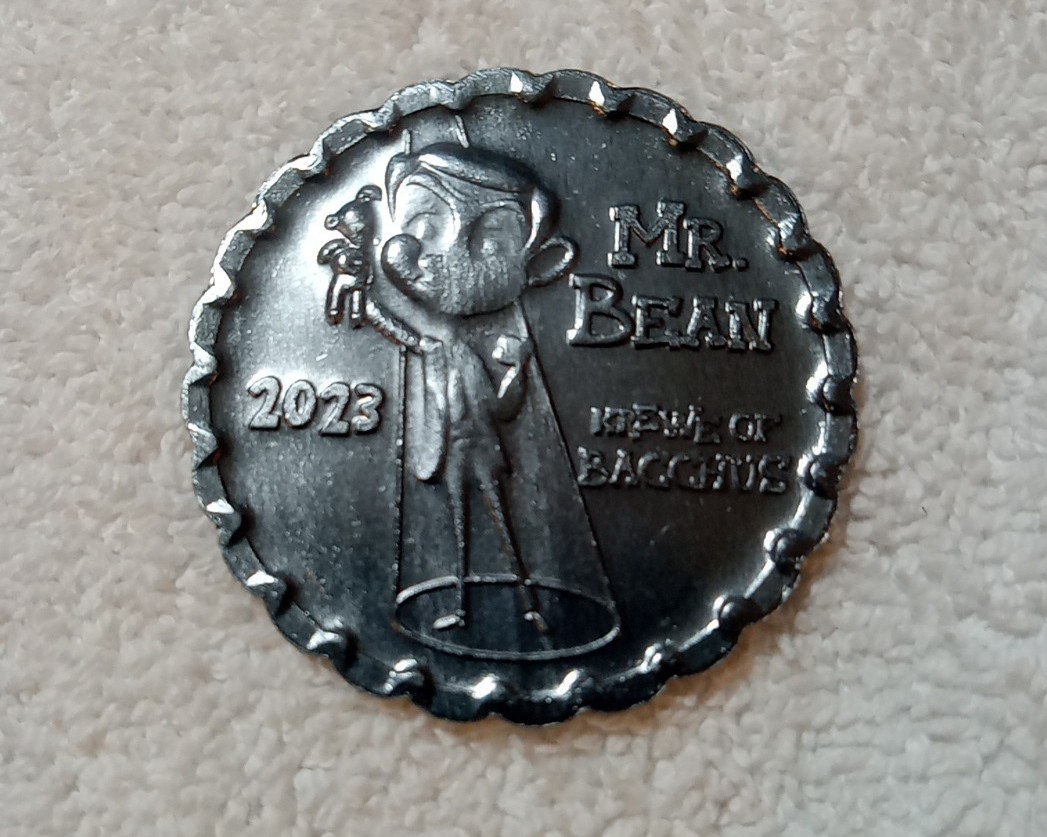 MR.
BEAN
2023
KREWE OF
BACCHUS